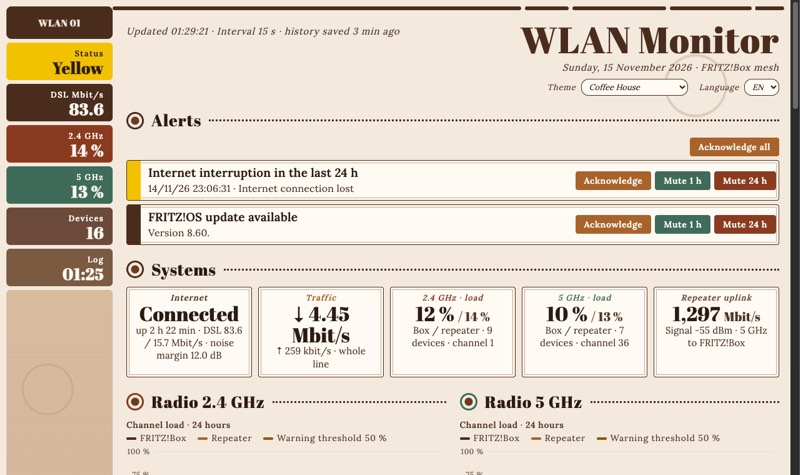 WLAN 01
Status
Yellow
DSL Mbit/s
83.6
2.4 GHz
14 %
5 GHz
13 %
Devices
16
Log
01:25
Updated 01:29:21 · Interval 15 s · history saved 3 min ago
WLAN Monitor
Sunday, 15 November 2026 · FRITZ!Box mesh
Theme Coffee House Language EN
Alerts
Acknowledge all
Internet interruption in the last 24 h
14/11/26 23:06:31 · Internet connection lost
Acknowledge Mute 1 h Mute 24 h
FRITZ!OS update available
Version 8.60.
Acknowledge Mute 1 h Mute 24 h
Systems
Internet
Connected
up 2 h 22 min · DSL 83.6
/ 15.7 Mbit/s · noise
margin 12.0 dB
Traffic
↓ 4.45
Mbit/s
↑ 259 kbit/s · whole
line
2.4 GHz · load
12 % / 14 %
Box / repeater · 9
devices · channel 1
5 GHz · load
10 % / 13 %
Box / repeater · 7
devices · channel 36
Repeater uplink
1,297 Mbit/s
Signal -55 dBm · 5 GHz
to FRITZ!Box
Radio 2.4 GHz
Channel load · 24 hours
FRITZ!Box Repeater Warning threshold 50 %
100 %
75 %
Radio 5 GHz
Channel load · 24 hours
FRITZ!Box Repeater Warning threshold 50 %
100 %
75 %